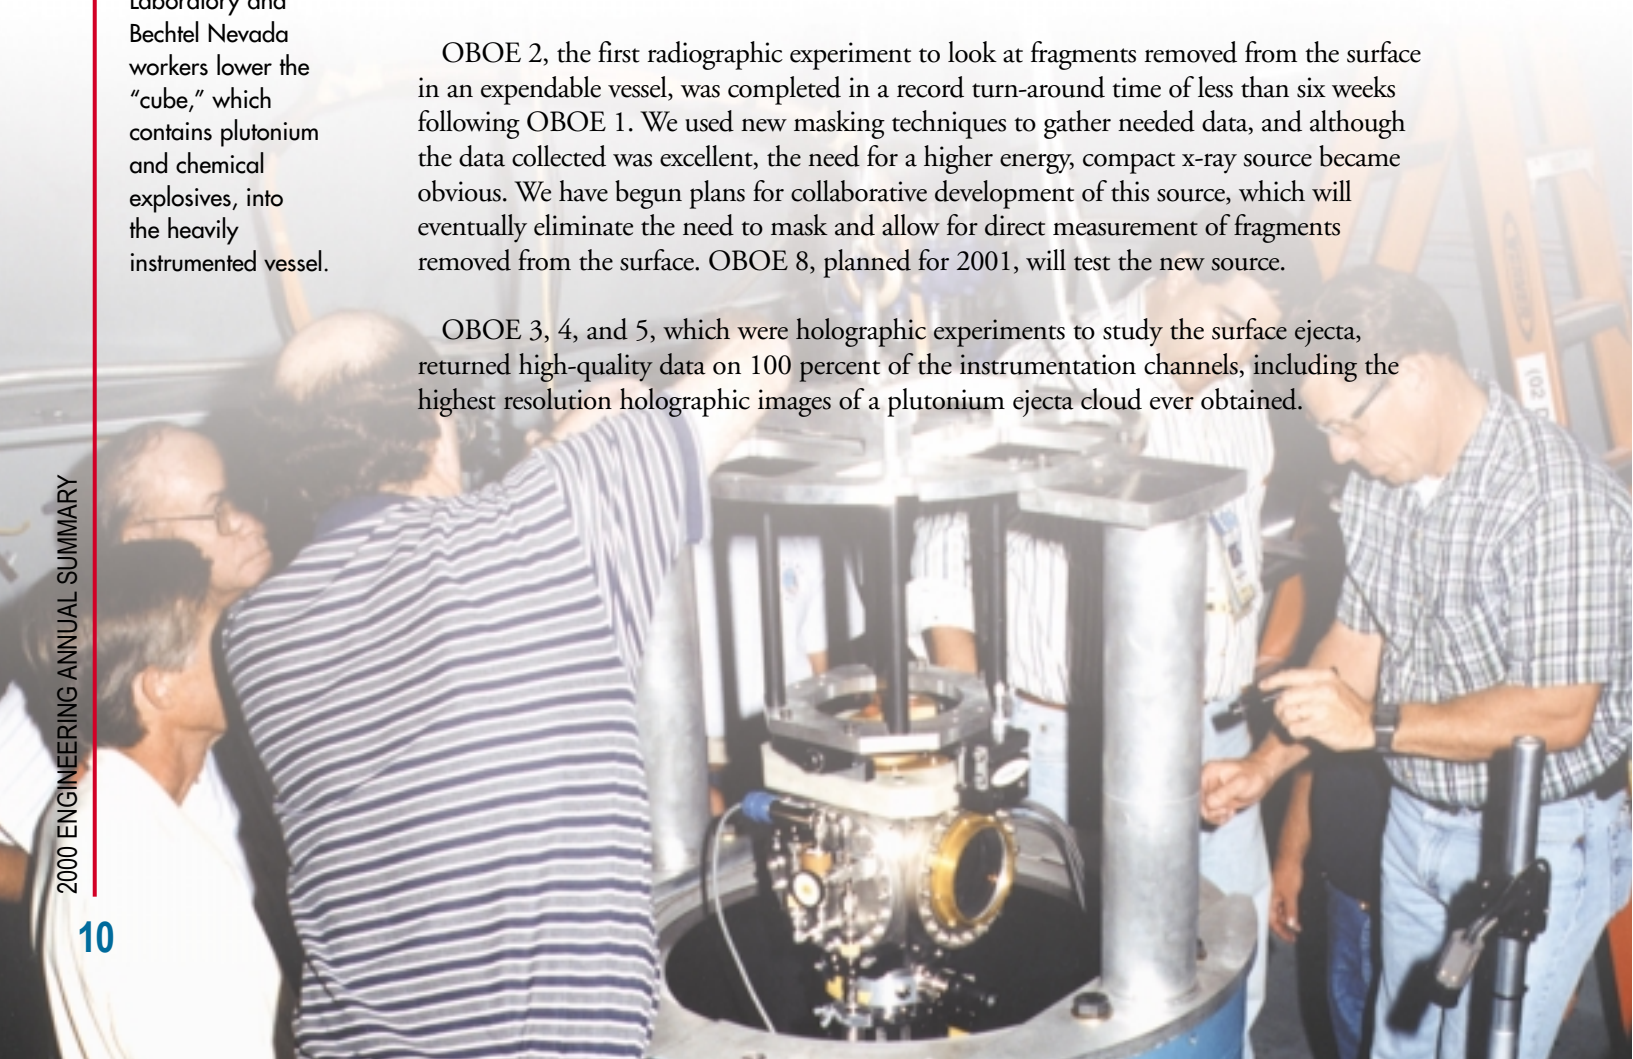 Laboratory and
Bechtel Nevada
workers lower the
“cube,” which
contains plutonium
and chemical
explosives, into
the heavily
instrumented vessel.
OBOE 2, the first radiographic experiment to look at fragments removed from the surface
in an expendable vessel, was completed in a record turn-around time of less than six weeks
following OBOE 1. We used new masking techniques to gather needed data, and although
the data collected was excellent, the need for a higher energy, compact x-ray source became
obvious. We have begun plans for collaborative development of this source, which will
eventually eliminate the need to mask and allow for direct measurement of fragments
removed from the surface. OBOE 8, planned for 2001, will test the new source.
OBOE 3, 4, and 5, which were holographic experiments to study the surface ejecta,
returned high-quality data on 100 percent of the instrumentation channels, including the
highest resolution holographic images of a plutonium ejecta cloud ever obtained.
2000 ENGINEERING ANNUAL SUMMARY
10